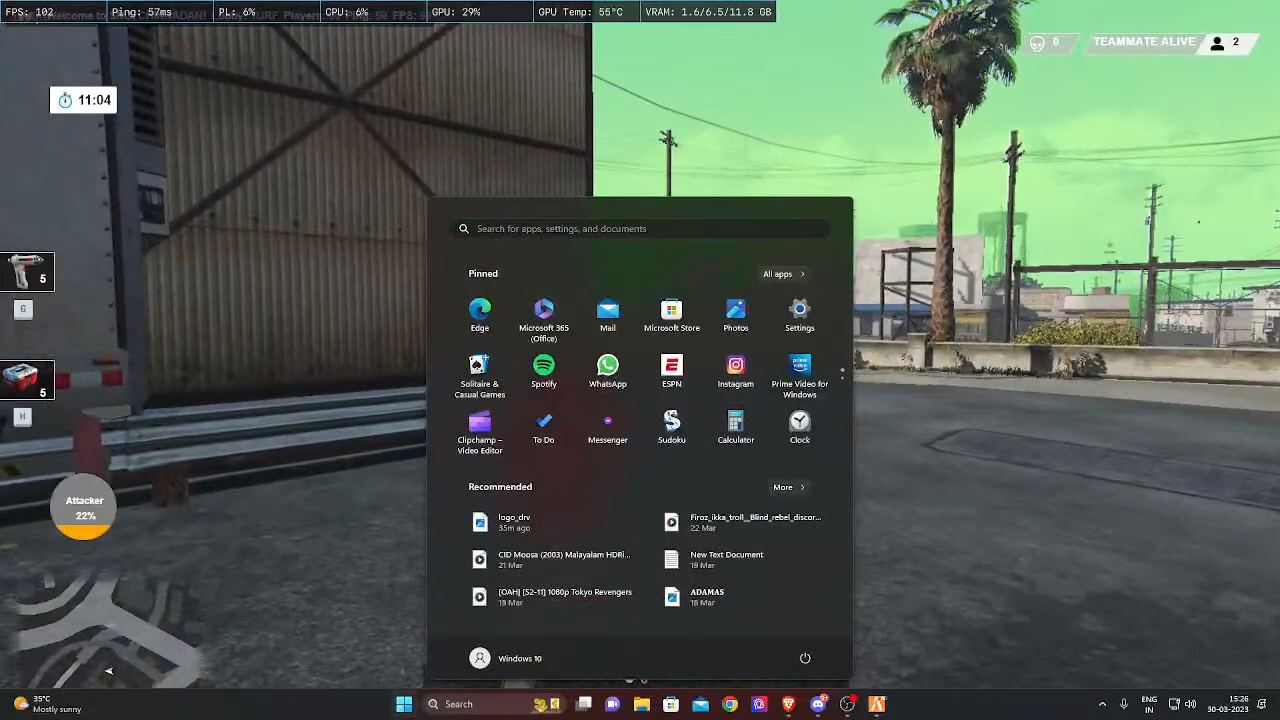 FPS: 102
Ping: 57ms
PL: 6%
CPU: 6%
GPU: 29%
GPU Temp: 55°C
VRAM: 1.6/6.5/11.8 GB
0
TEAMMATE ALIVE
2
11:04
5
G
5
H
Attacker
22%
Search for apps, settings, and documents
Pinned
All apps
Edge
Microsoft 365
(Office)
Mail
Microsoft Store
Photos
Settings
Solitaire &
Casual Games
Spotify
WhatsApp
ESPN
Instagram
Prime Video for
Windows
Clipchamp –
Video Editor
To Do
Messenger
Sudoku
Calculator
Clock
Recommended
More
logo_drv
35m ago
Firoz_ikka_troll__Blind_rebel_discor...
22 Mar
CID Moosa (2003) Malayalam HDRi...
21 Mar
New Text Document
19 Mar
[OAH] [S2-11] 1080p Tokyo Revengers
19 Mar
ADAMAS
18 Mar
Windows 10
35°C
Mostly sunny
Search
ENG
IN
15:26
30-03-2023